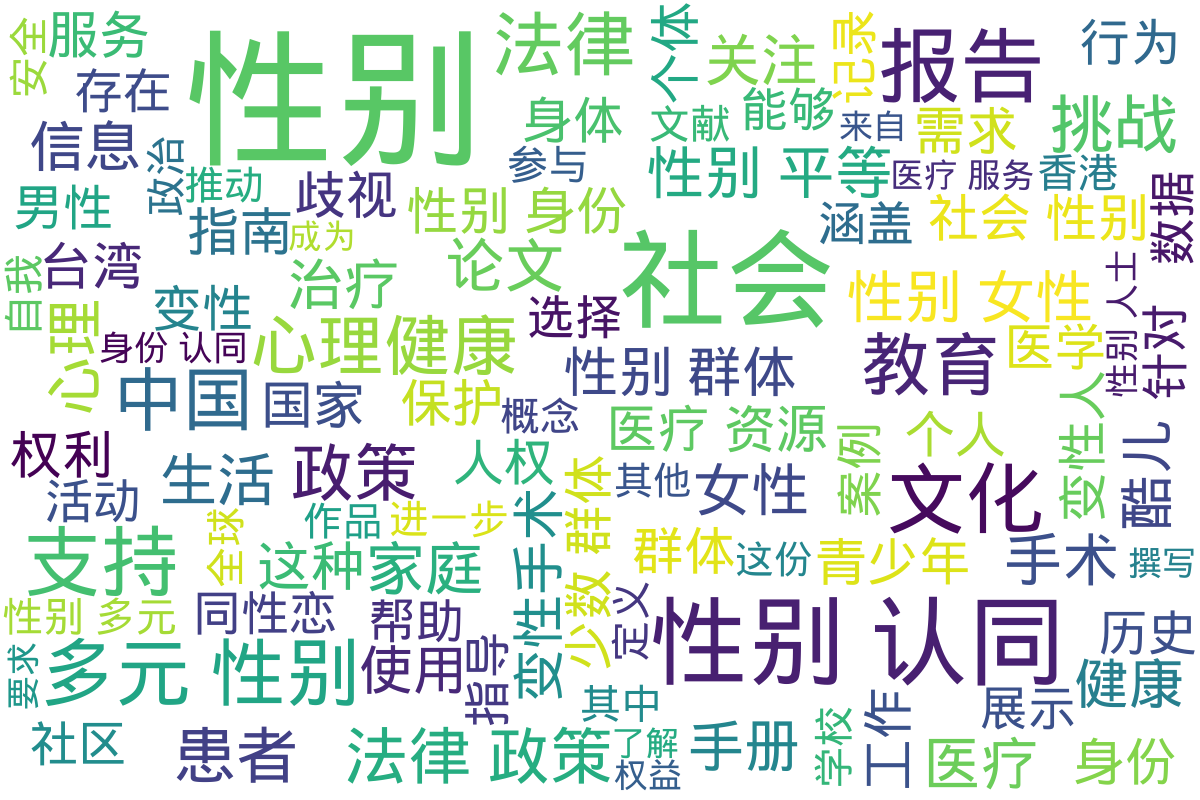 性别
法律
个体
关注
记录
报告
行为
安全
服务
存在
信息
身体
文献
能够
来自
需求
挑战
政治
推动
歧视
参与
性别 平等
医疗 服务
香港
数据
男性
指南
成为
性别 身份
涵盖
社会 性别
台湾
自我
变性
治疗
论文
社会
性别 女性
性别 人士
针对
心理
身份 认同
心理健康
选择
性别 群体
教育
医学
中国
国家
保护
概念
医疗 资源
案例
个人
变性人
酷儿
权利
生活
政策
人权
其他
女性
文化
活动
作品
进一步
变性手术
少数 群体
群体
这份
青少年
手术
撰写
支持
全球
这种
家庭
性别 多元
同性恋
帮助
定义
性别 认同
历史
要求
多元 性别
使用
指导
其中
健康
展示
社区
患者
法律 政策
了解
权益
手册
学校
工作
医疗
身份